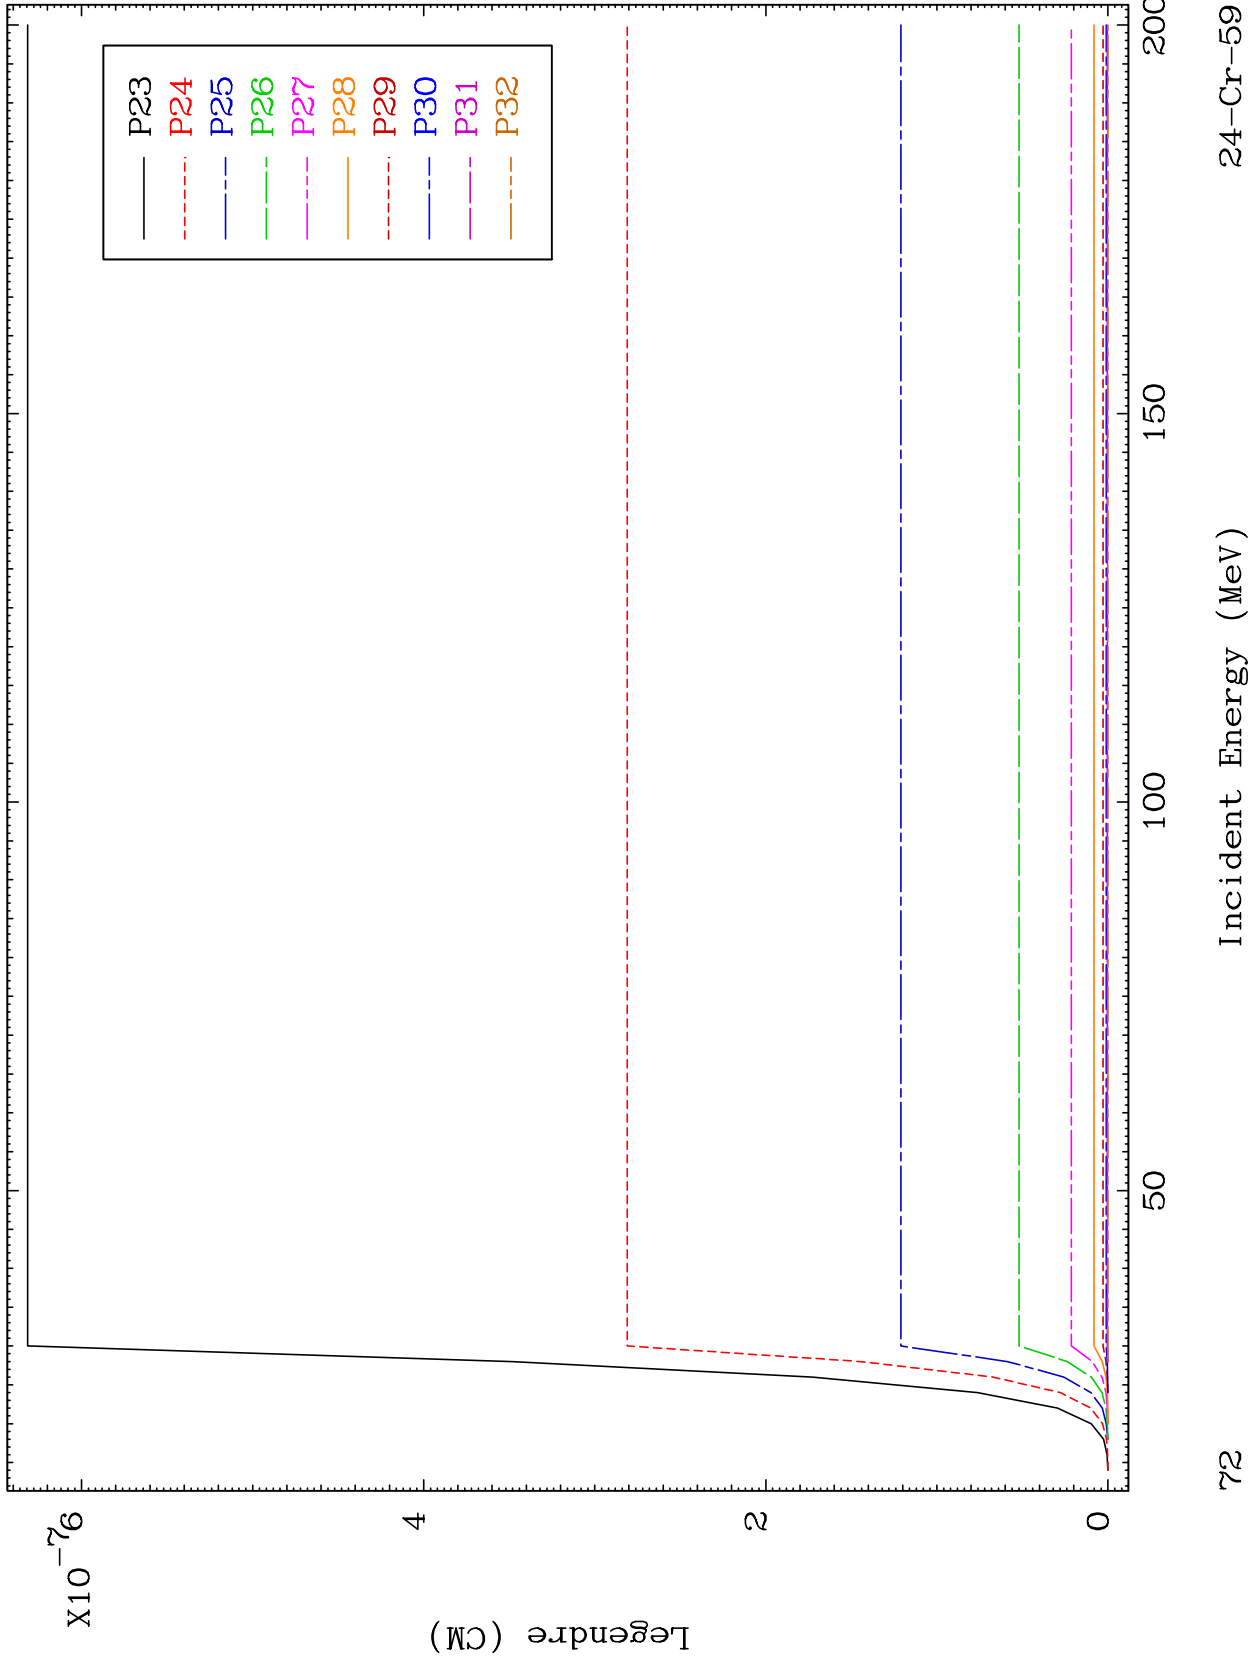 X10-7
6
4
2
0
Legendre (CM)
P23
P24
P25
P26
P27
P28
P29
P30
P31
P32
50
100
150
200
Incident Energy (MeV)
72
24-Cr-59